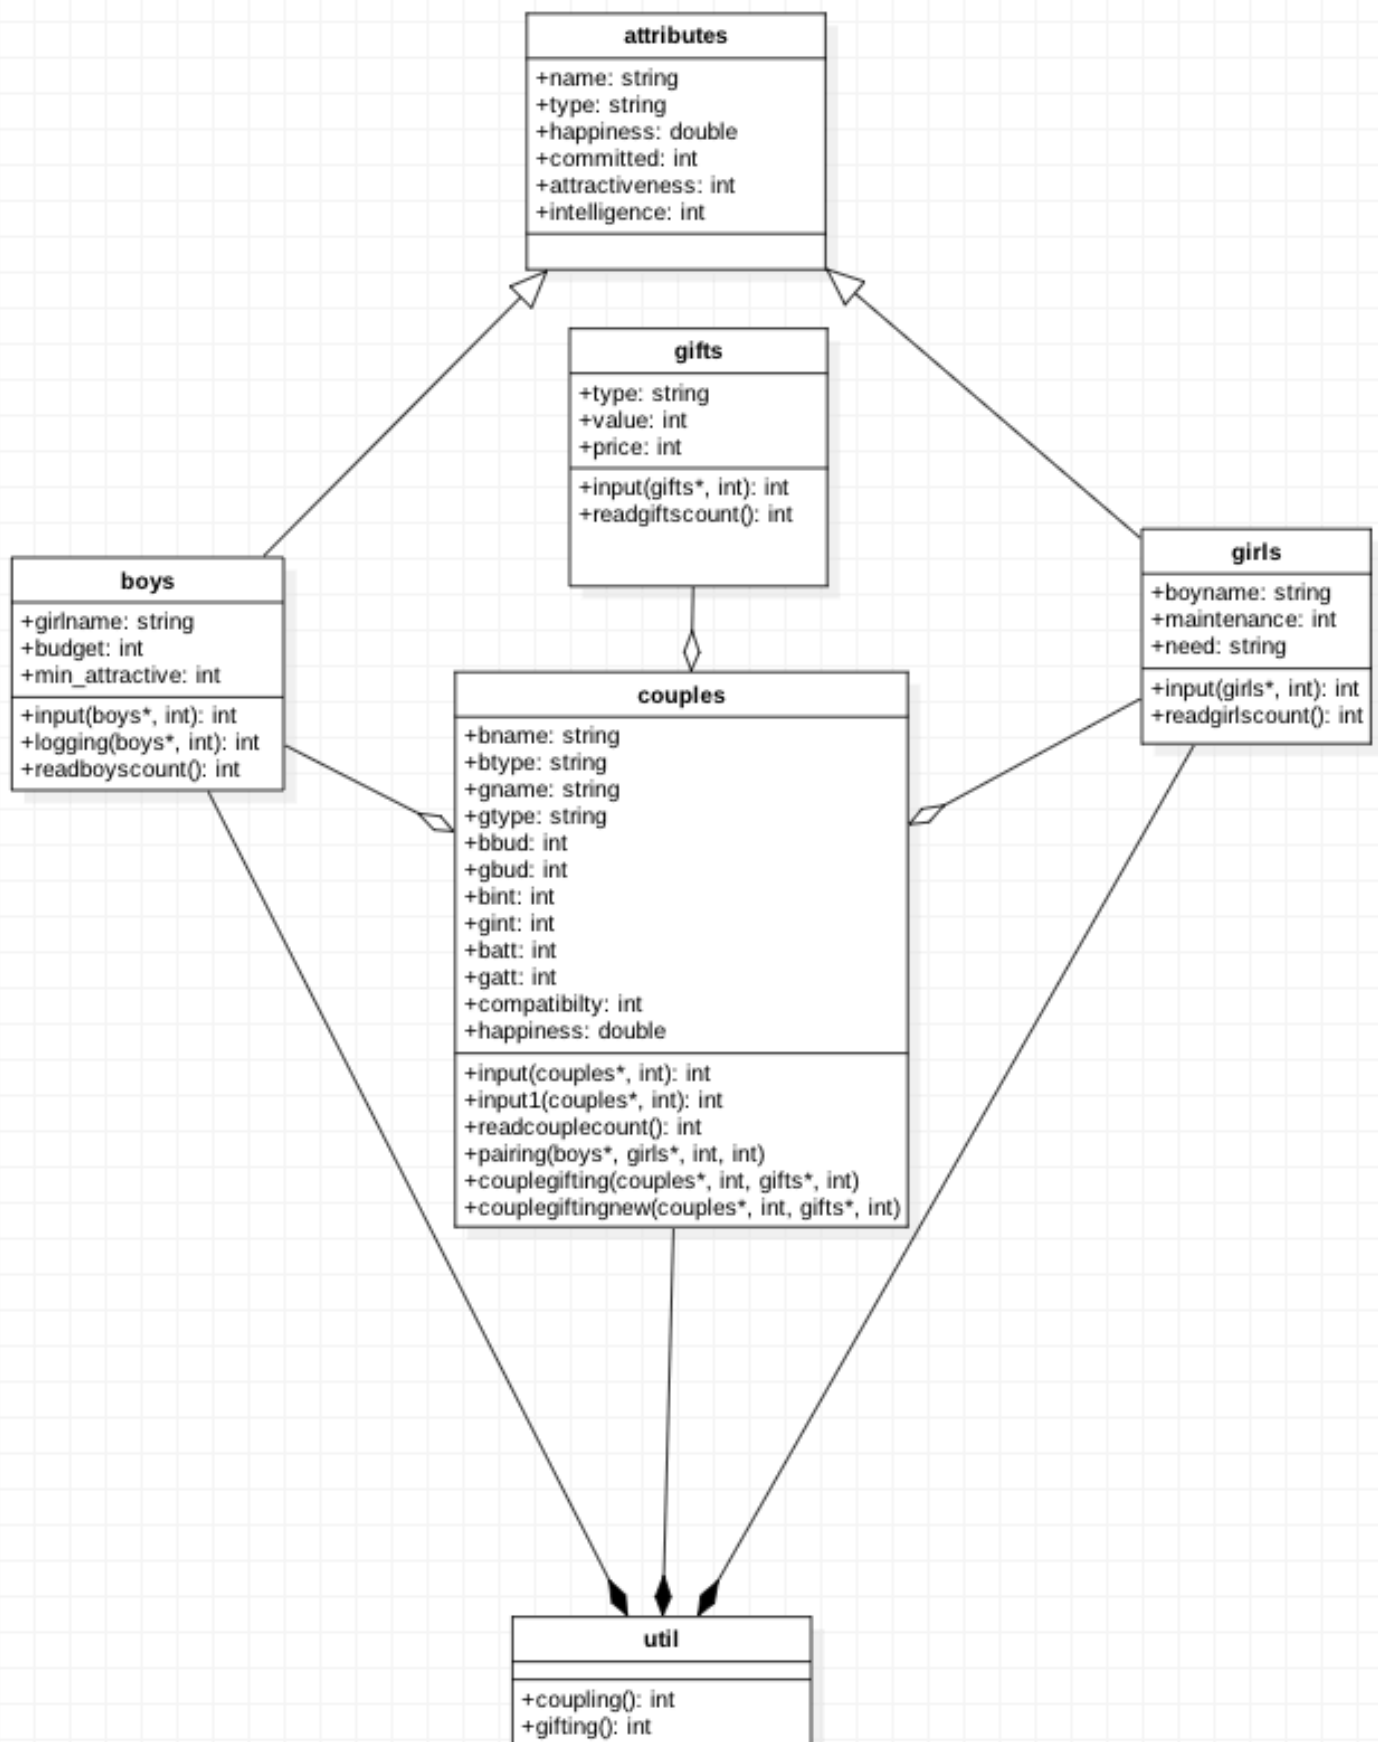 attributes
+name: string
+type: string
+happiness: double
+committed: int
+attractiveness: int
+intelligence: int
gifts
+type: string
+value: int
+price: int
+input(gifts*, int): int
+readgiftscount(): int
boys
+girlname: string
+budget: int
+min_attractive: int
+input(boys*, int): int
+logging(boys*, int): int
+readboyscount(): int
girls
+boyname: string
+maintenance: int
+need: string
+input(girls*, int): int
+readgirlscount(): int
couples
+bname: string
+btype: string
+gname: string
+gtype: string
+bbud: int
+gbud: int
+bint: int
+gint: int
+batt: int
+gatt: int
+compatibilty: int
+happiness: double
+input(couples*, int): int
+input1(couples*, int): int
+readcouplecount(): int
+pairing(boys*, girls*, int, int)
+couplegifting(couples*, int, gifts*, int)
+couplegiftingnew(couples*, int, gifts*, int)
util
+coupling(): int
+gifting(): int